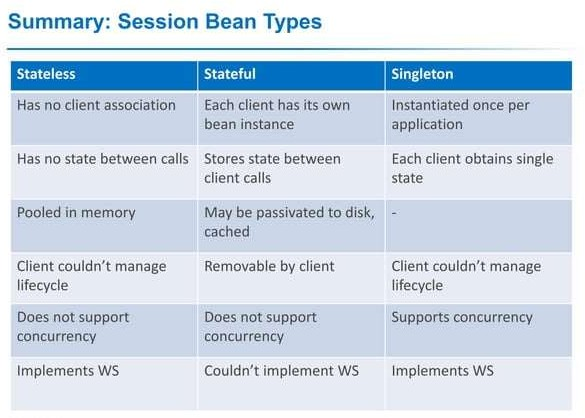 Summary: Session Bean Types
Stateless Stateful Singleton
Has no client association Each client has its own Instantiated once per
bean instance application
Has no state between calls Stores state between Each client obtains single
client calls state
Pooled in memory May be passivated to disk, -
cached
Client couldn’t manage Removable by client Client couldn’t manage
lifecycle lifecycle
Does not support Does not support Supports concurrency
concurrency concurrency
Implements WS Couldn’t implement WS Implements WS